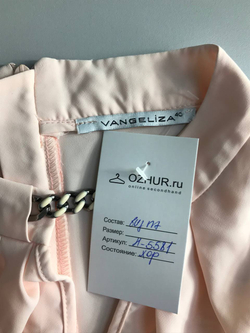 VANGELIZA
OZHUR.ru
online secondhand
Состав:
Размер:
Артикул:
Состояние: хор